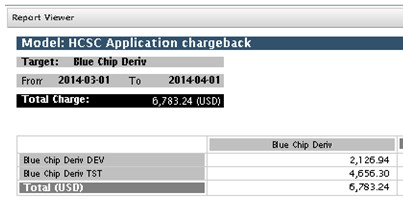 Report Viewer
Model: HCSC Application chargeback
Target: Blue Chip Deriv
From 2014-03-01 To 2014-04-01
Total Charge: 6,783.24 (USD)
Blue Chip Deriv
Blue Chip Deriv DEV 2,126.94
Blue Chip Deriv TST 4,656.30
Total (USD) 6,783.24